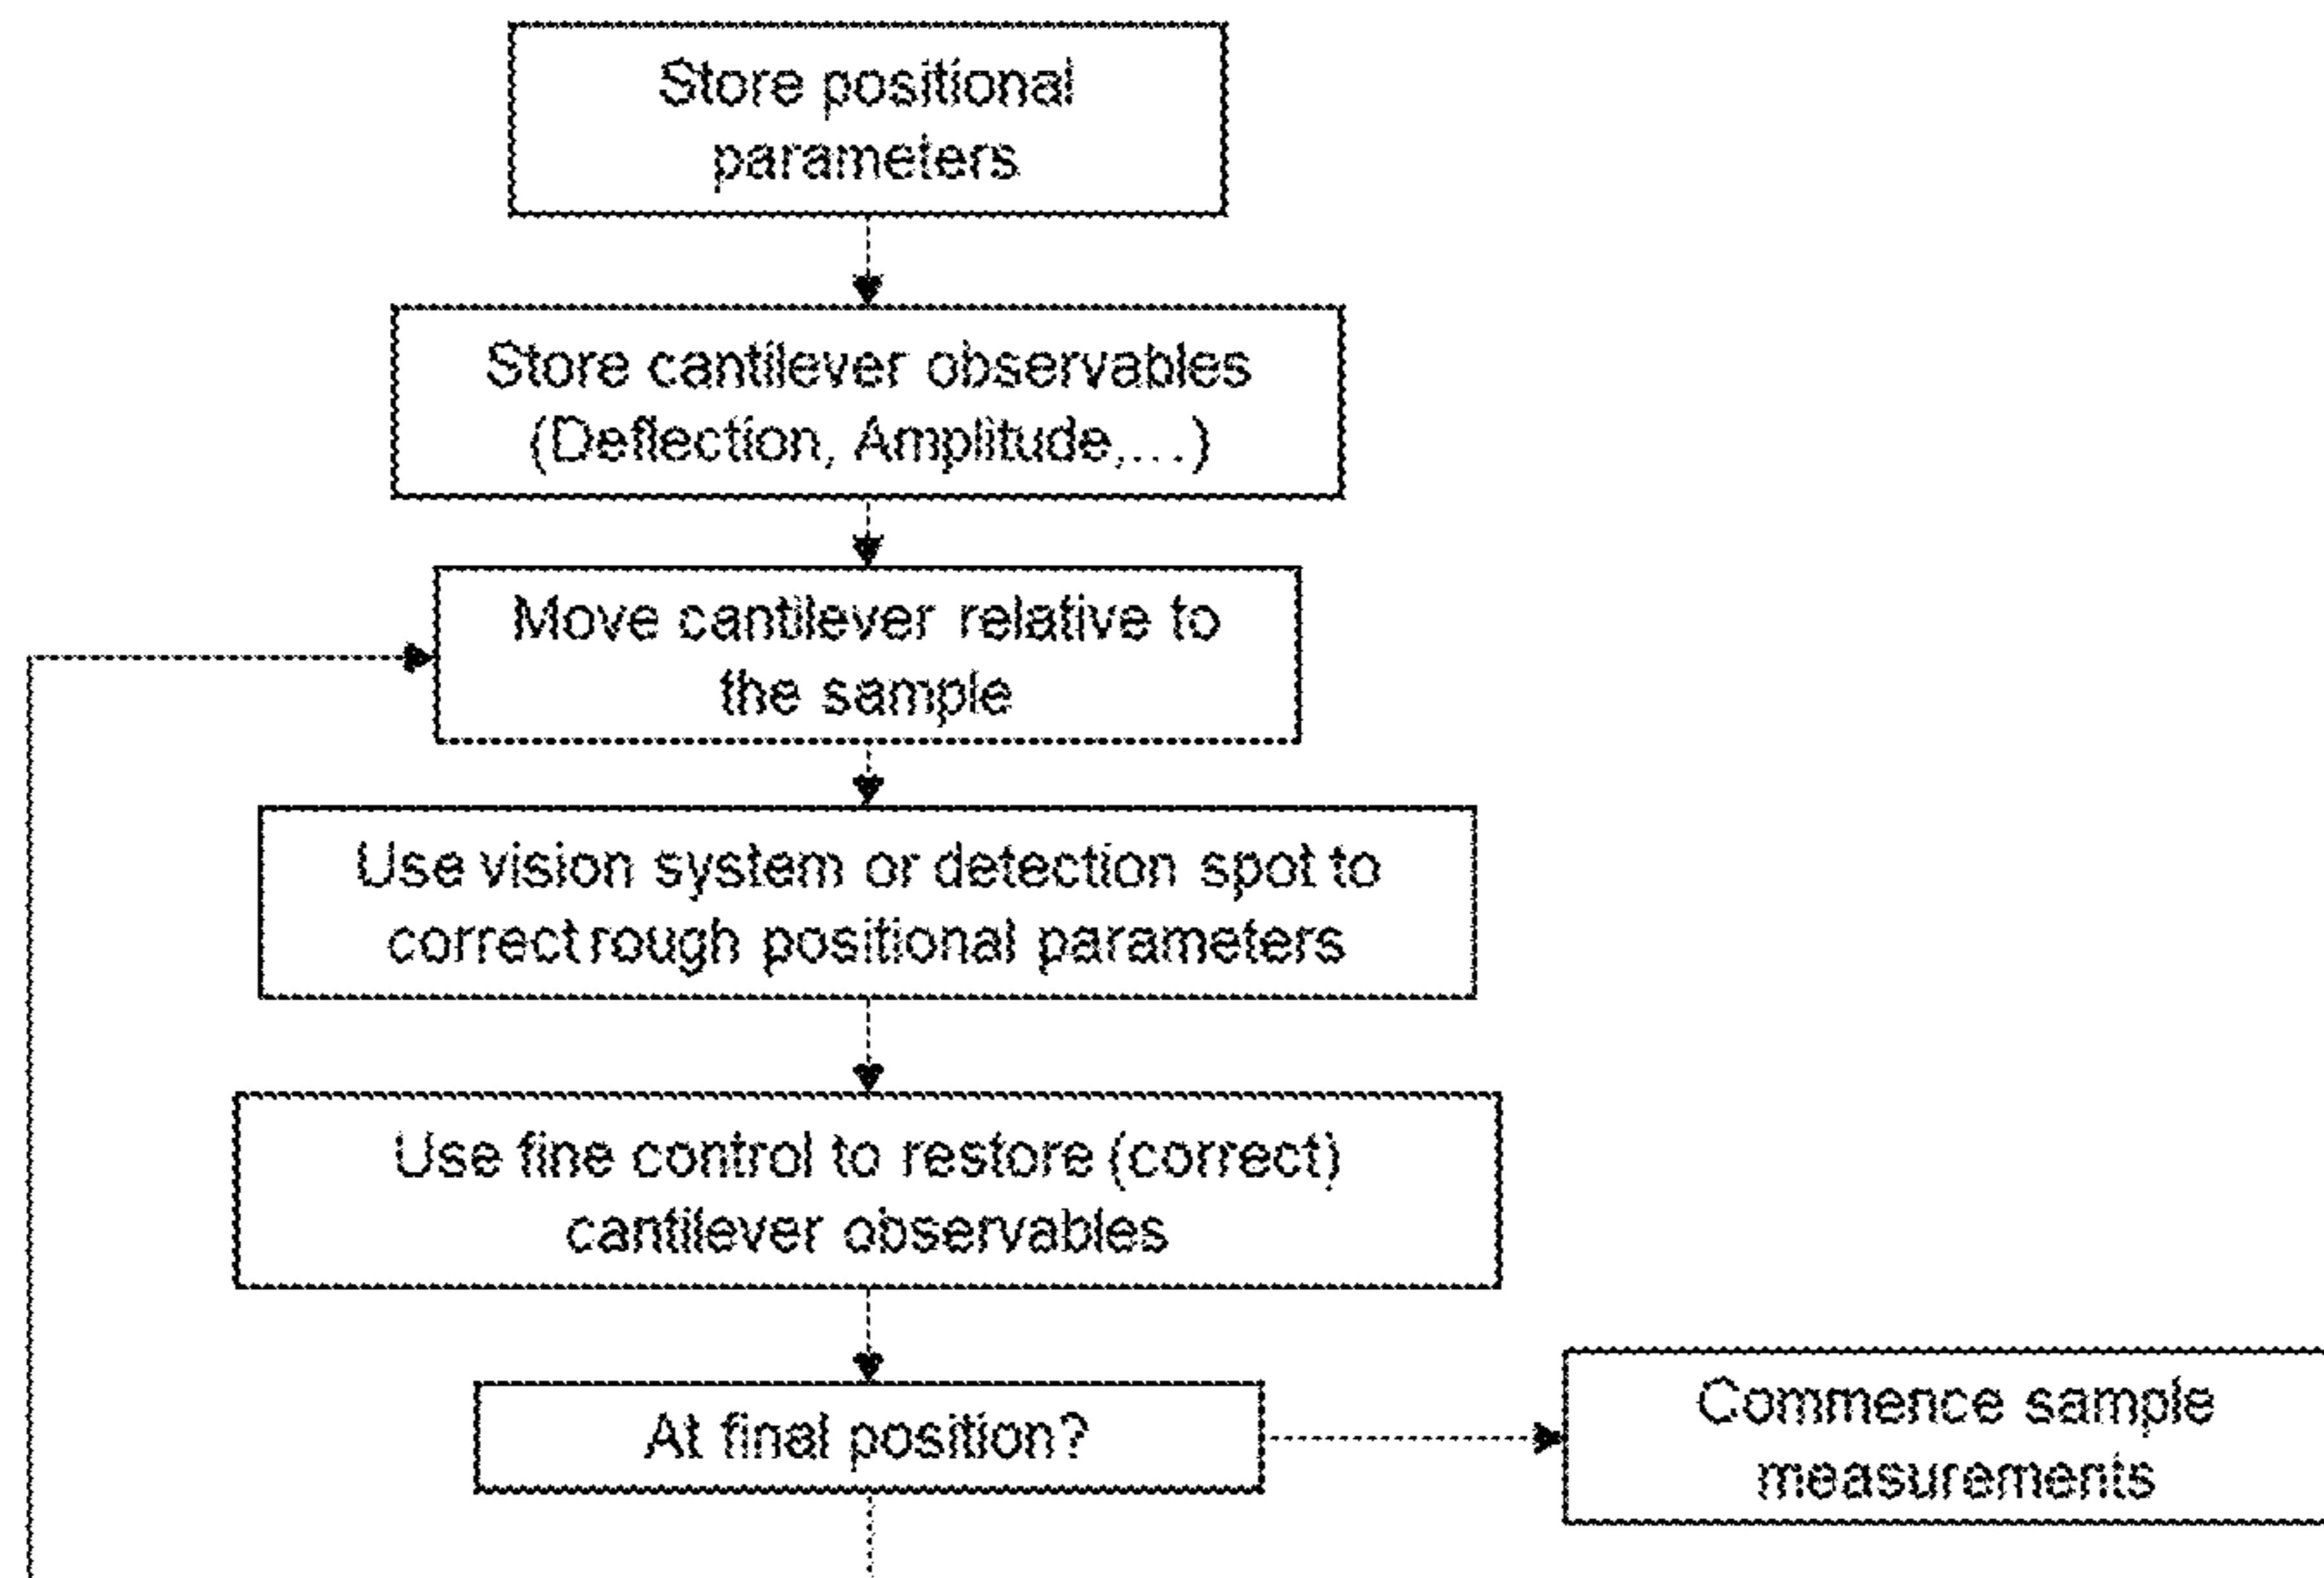 Store positional
parameters
Store cantilever observables
(Deflection, Amplitude,...)
Move cantilever relative to
the sample
Use vision system or detection spot to
correct rough positional parameters
Use fine control to restore (correct)
cantilever observables
At final position?
Commence sample
measurements